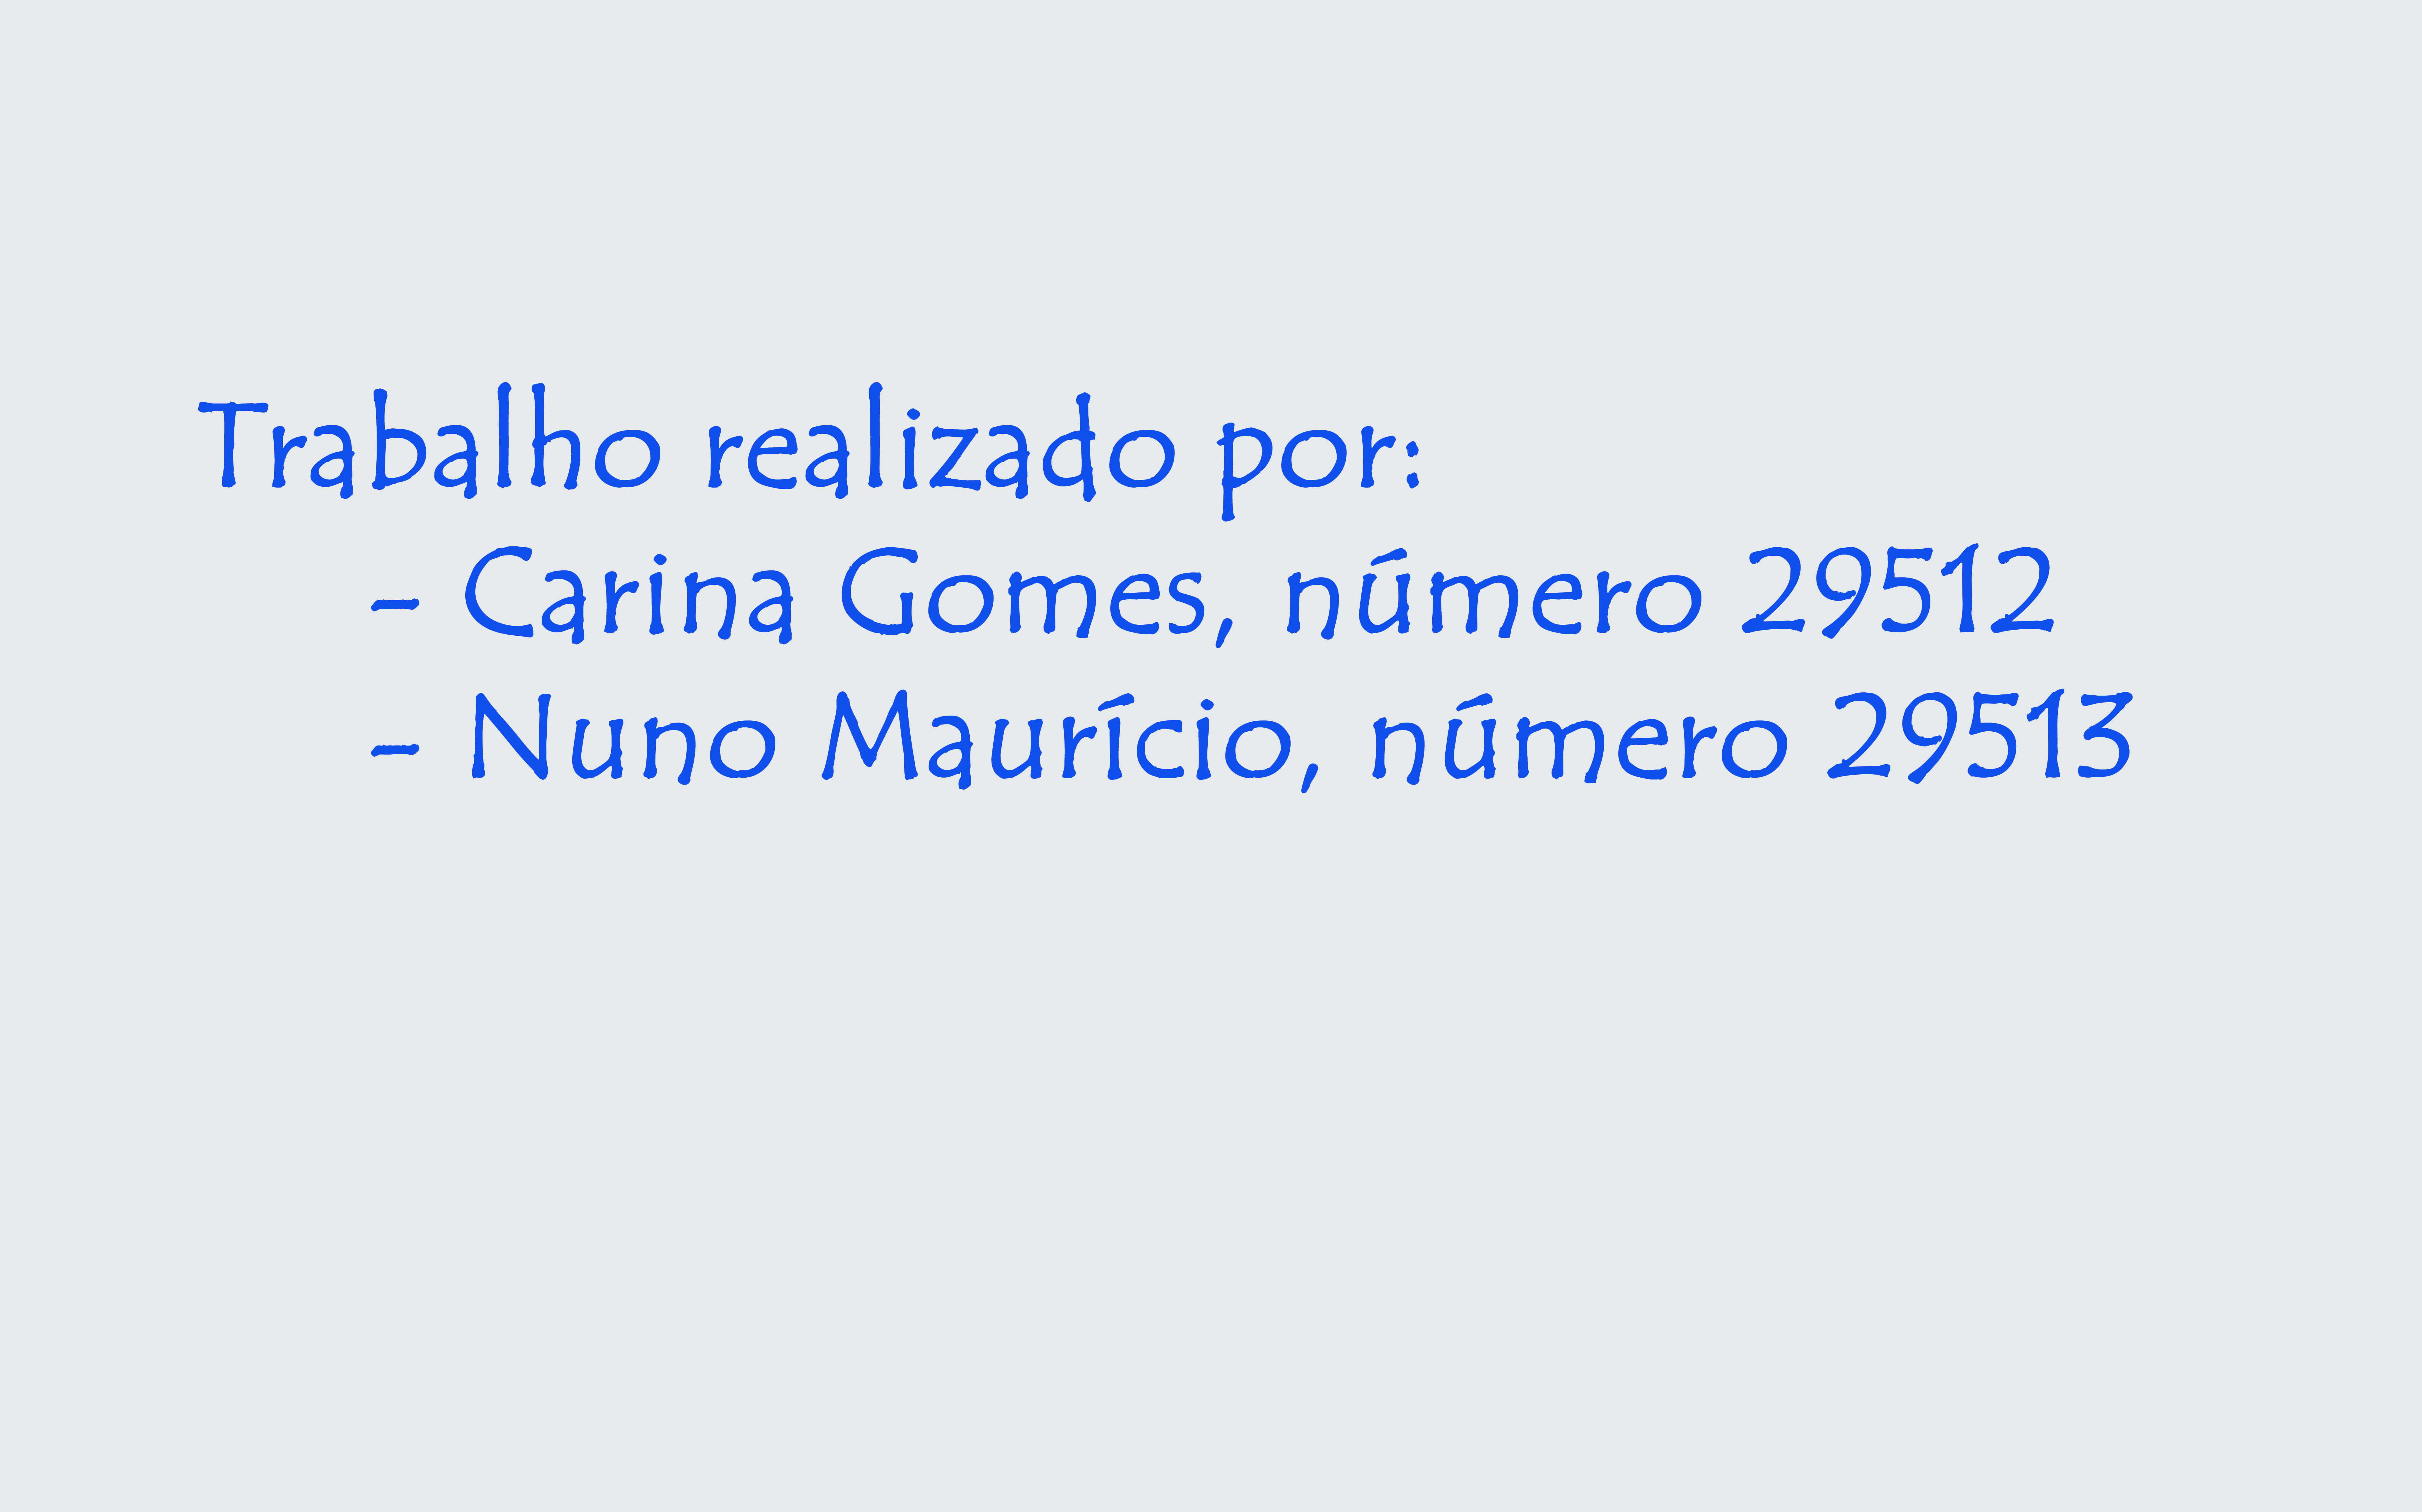 Trabalho realizado por:
- Carina Gomes, número 29512
- Nuno Maurício, número 29513